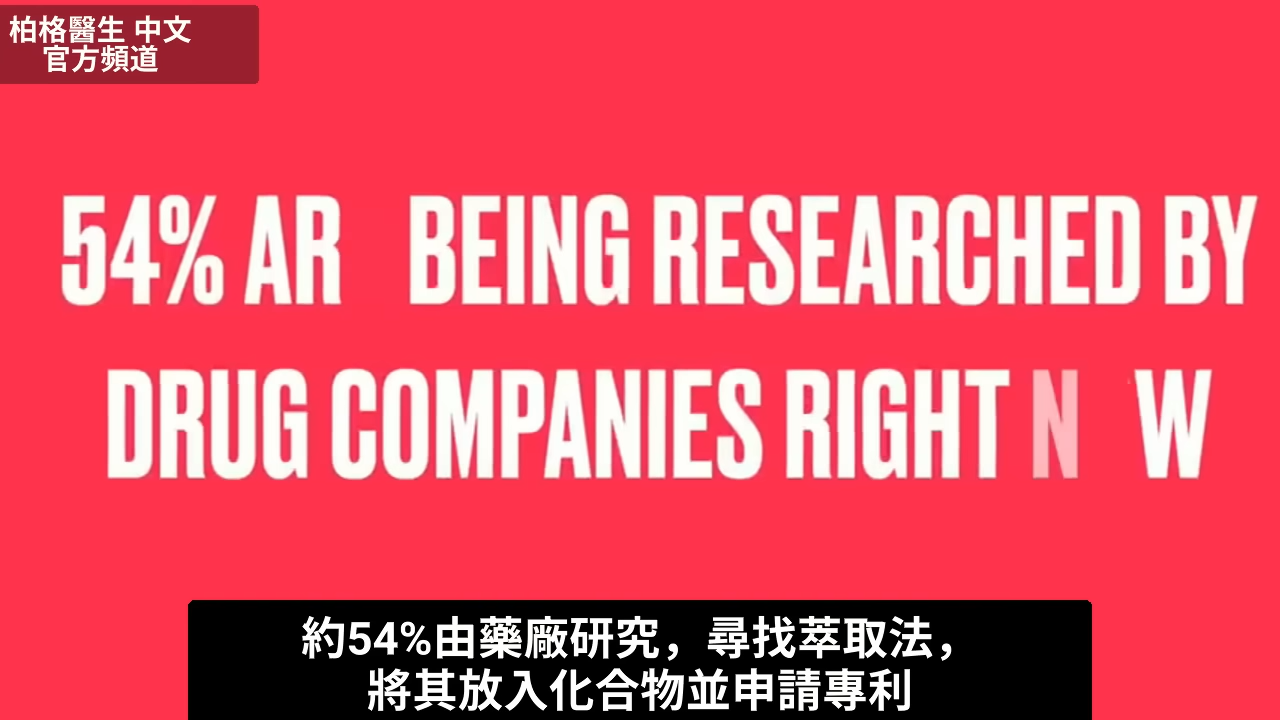 柏格醫生 中文
官方頻道
54% AR BEING RESEARCHED BY
DRUG COMPANIES RIGHT N W
約54%由藥廠研究，尋找萃取法，
將其放入化合物並申請專利